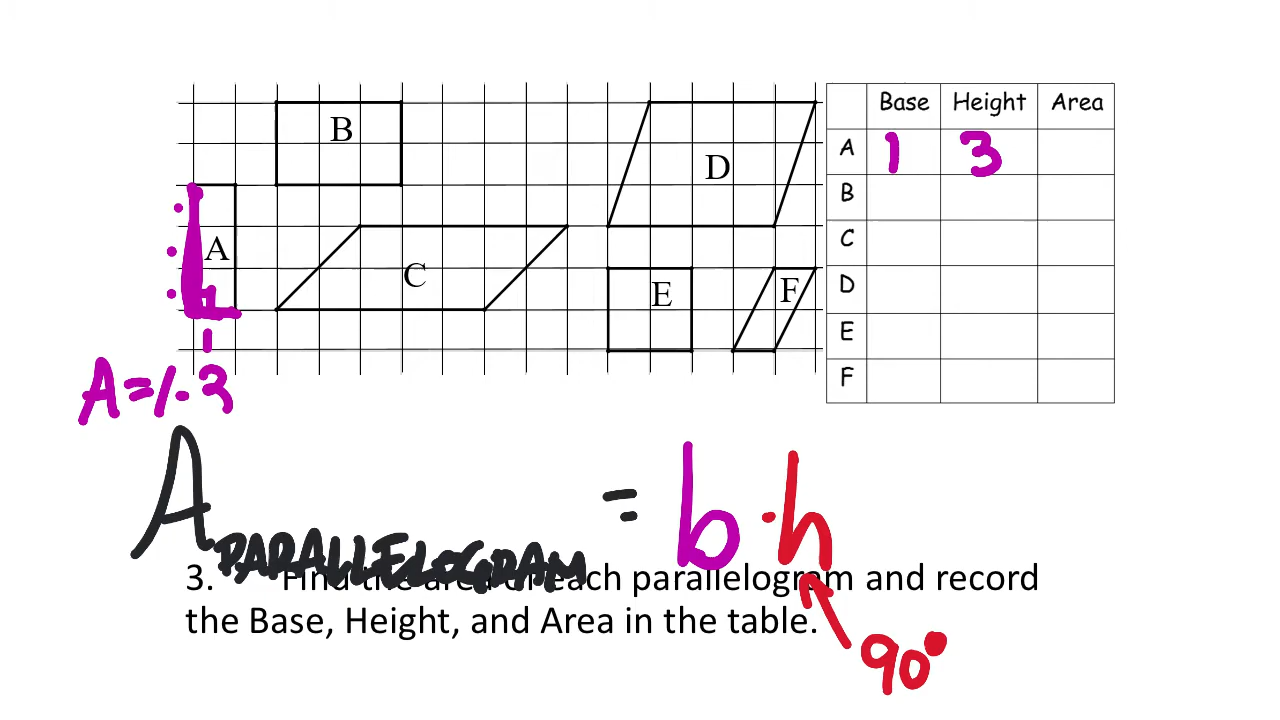 Base Height Area
A 1 3
B
C
D
E
F
B
D
A
C
E
F
1
A = 1 · 3
A PARALLELOGRAM = b · h
3. Find the area of each parallelogram and record
the Base, Height, and Area in the table.
90°